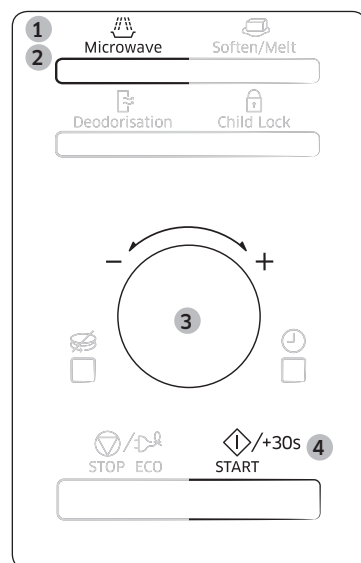 1
2
Microwave Soften/Melt
Deodorisation Child Lock
− +
3
/ /+30s 4
STOP ECO START